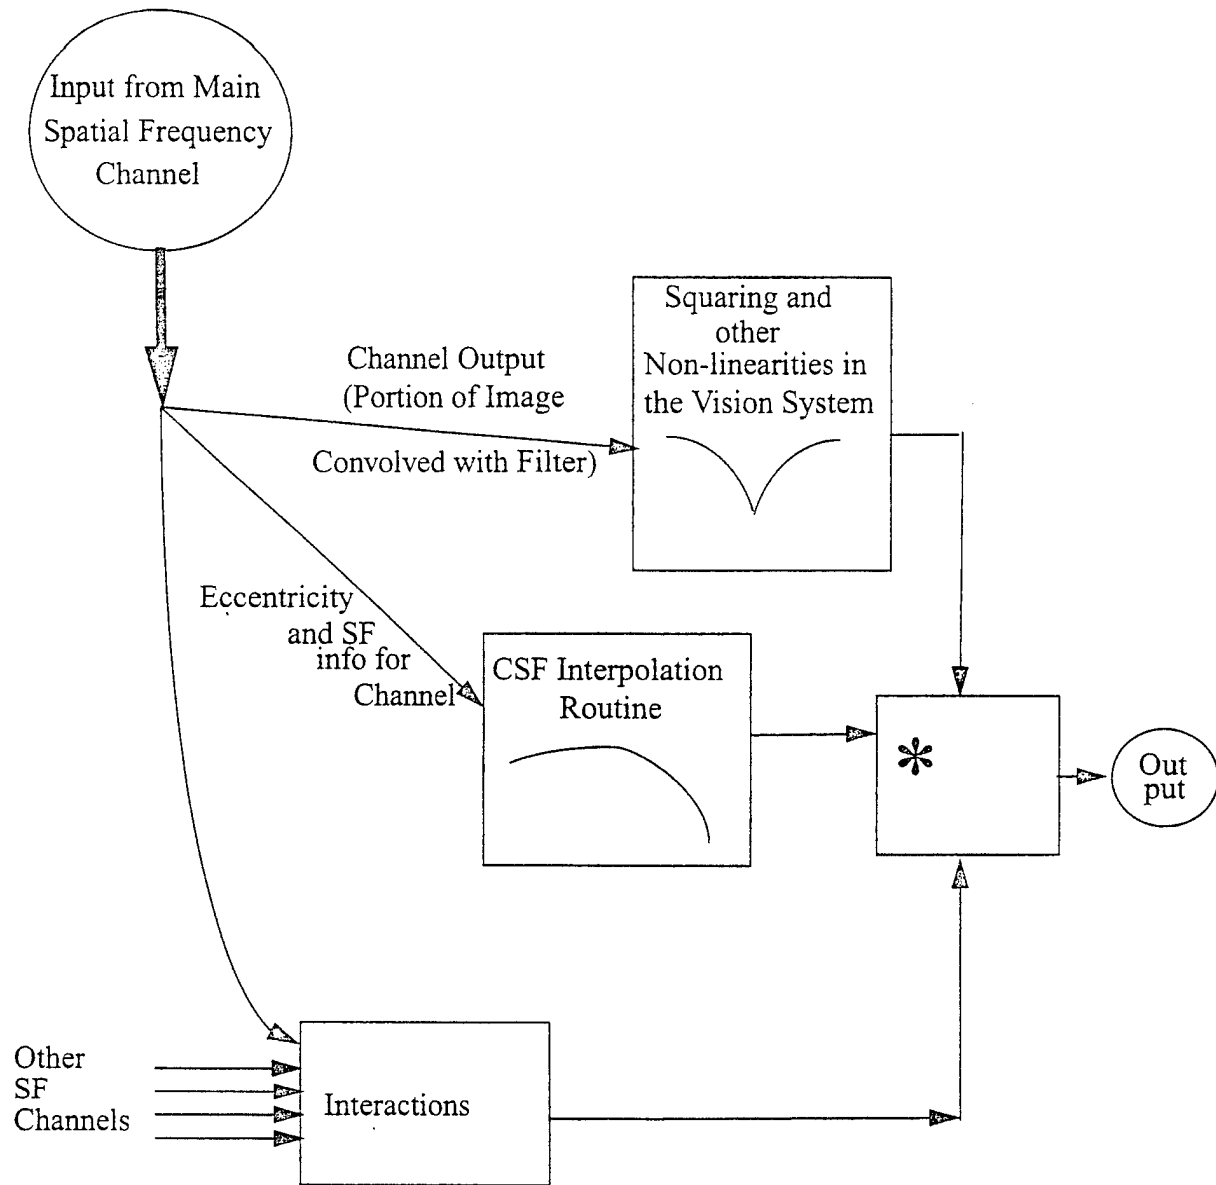 Input from Main
Spatial Frequency
Channel
Squaring and
other
Non-linearities in
the Vision System
Channel Output
(Portion of Image
Convolved with Filter)
Eccentricity
and SF
info for
Channel
CSF Interpolation
Routine
*
Out
put
Other
SF
Channels
Interactions